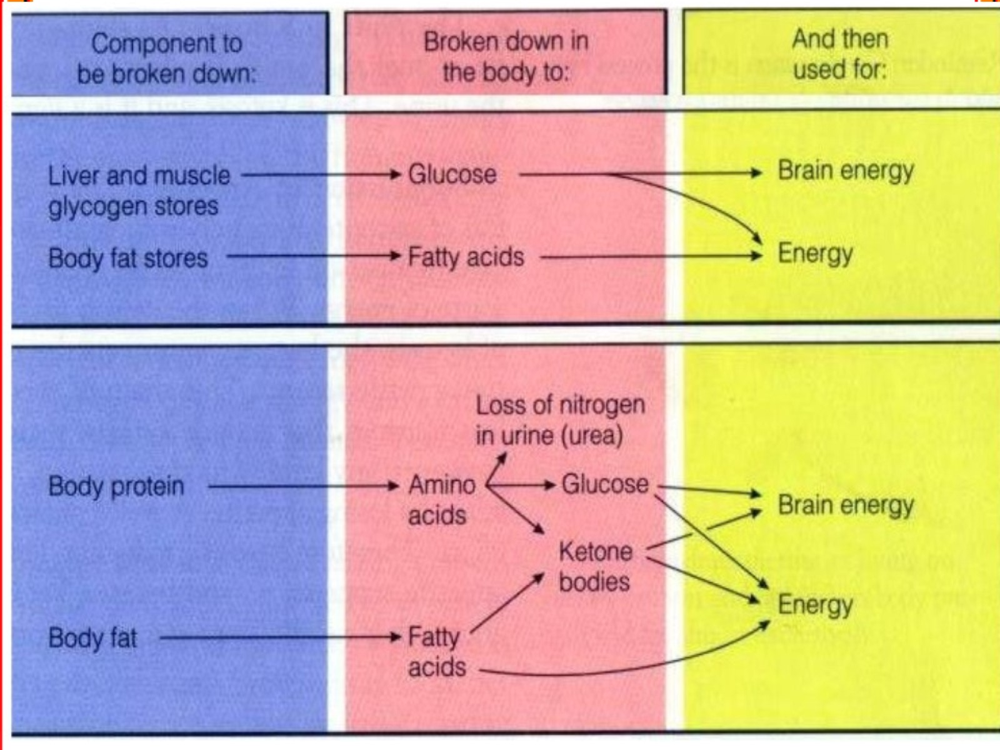 Component to
be broken down:
Broken down in
the body to:
And then
used for:
Liver and muscle
glycogen stores
Glucose
Brain energy
Body fat stores
Fatty acids
Energy
Loss of nitrogen
in urine (urea)
Body protein
Amino
acids
Glucose
Brain energy
Ketone
bodies
Energy
Body fat
Fatty
acids